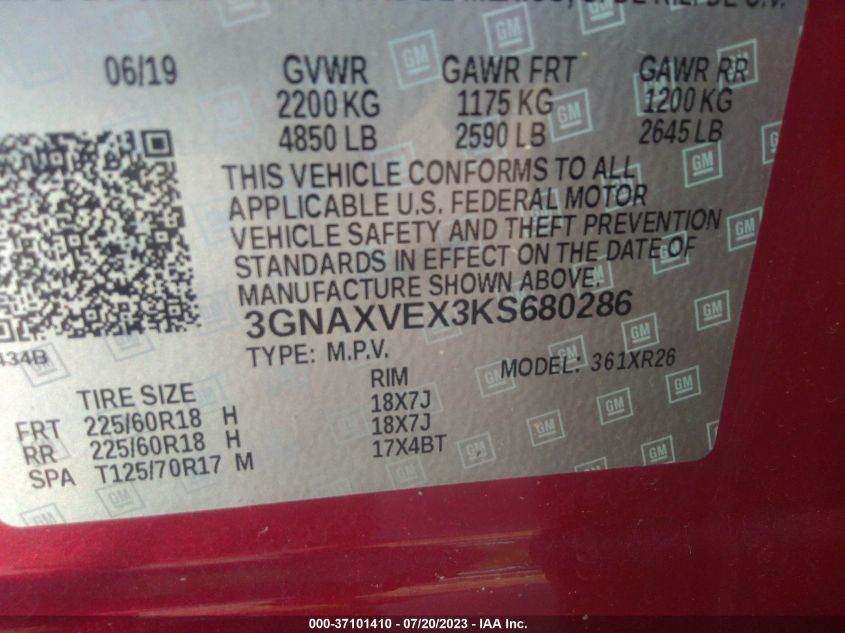 06/19 GVWR GAWR FRT GAWR RR
2200 KG 1175 KG 1200 KG
4850 LB 2590 LB 2645 LB
THIS VEHICLE CONFORMS TO ALL
APPLICABLE U.S. FEDERAL MOTOR
VEHICLE SAFETY AND THEFT PREVENTION
STANDARDS IN EFFECT ON THE DATE OF
MANUFACTURE SHOWN ABOVE.
3GNAXVEX3KS680286
434B
TYPE: M.P.V. MODEL: 361XR26
TIRE SIZE RIM
FRT 225/60R18 H 18X7J
RR 225/60R18 H 18X7J
SPA T125/70R17 M 17X4BT
GM
000-37101410 - 07/20/2023 - IAA Inc.